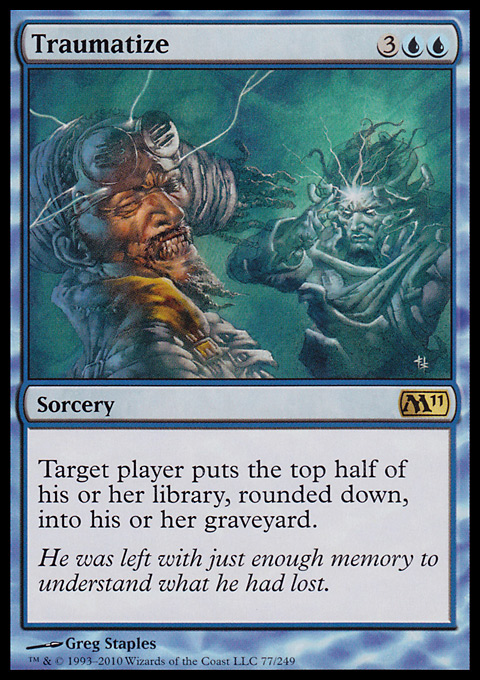 Traumatize 3
Sorcery M11
Target player puts the top half of
his or her library, rounded down,
into his or her graveyard.
He was left with just enough memory to
understand what he had lost.
Greg Staples
™ & © 1993–2010 Wizards of the Coast LLC 77/249